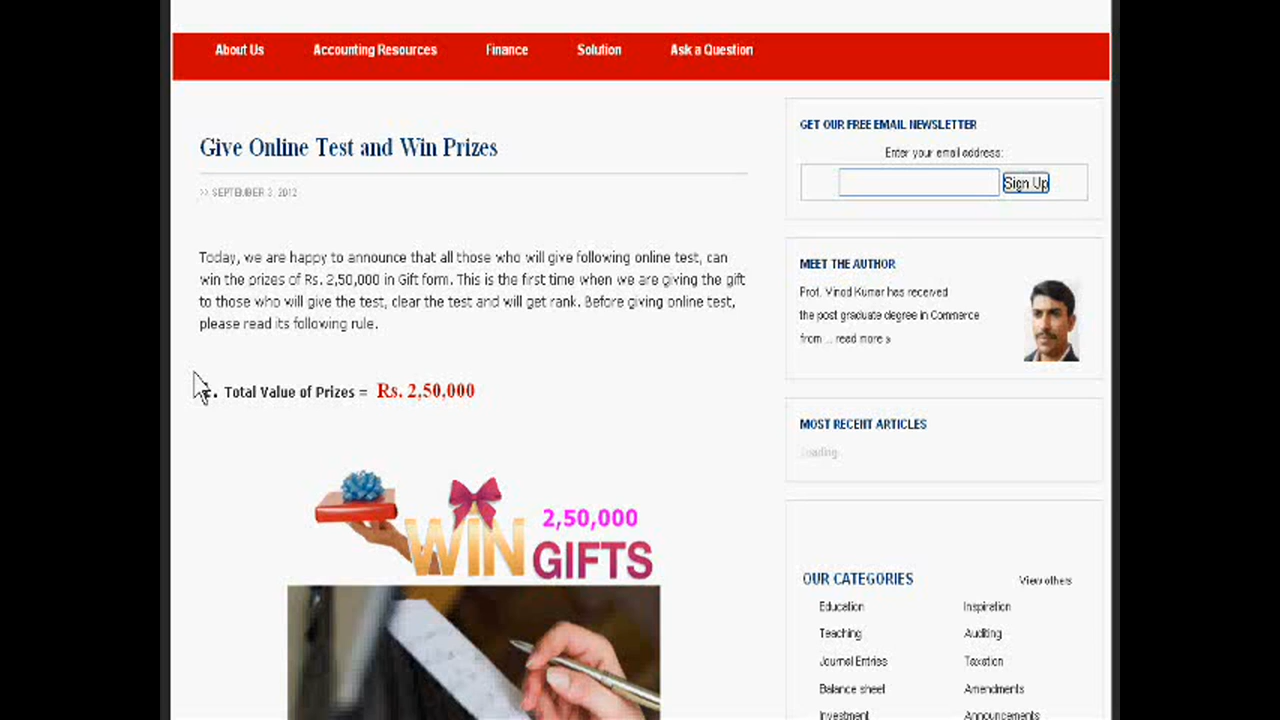 About Us Accounting Resources Finance Solution Ask a Question
Give Online Test and Win Prizes
>> SEPTEMBER 3, 2012
Today, we are happy to announce that all those who will give following online test, can
win the prizes of Rs. 2,50,000 in Gift form. This is the first time when we are giving the gift
to those who will give the test, clear the test and will get rank. Before giving online test,
please read its following rule.
Total Value of Prizes = Rs. 2,50,000
2,50,000
WIN GIFTS
GET OUR FREE EMAIL NEWSLETTER
Enter your email address:
Sign Up
MEET THE AUTHOR
Prof. Vinod Kumar has received
the post graduate degree in Commerce
from ... read more »
MOST RECENT ARTICLES
Loading...
OUR CATEGORIES View others
Education Inspiration
Teaching Auditing
Journal Entries Taxation
Balance sheet Amendments
Investment Announcements